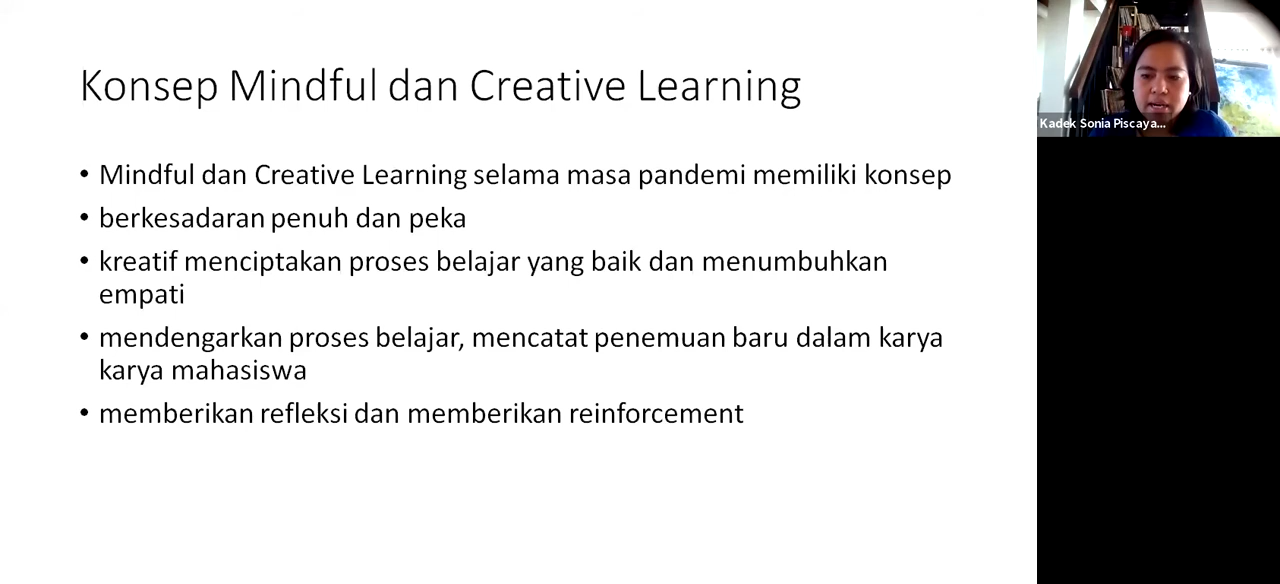 Konsep Mindful dan Creative Learning
• Mindful dan Creative Learning selama masa pandemi memiliki konsep
• berkesadaran penuh dan peka
• kreatif menciptakan proses belajar yang baik dan menumbuhkan
empati
• mendengarkan proses belajar, mencatat penemuan baru dalam karya
karya mahasiswa
• memberikan refleksi dan memberikan reinforcement
Kadek Sonia Piscaya...